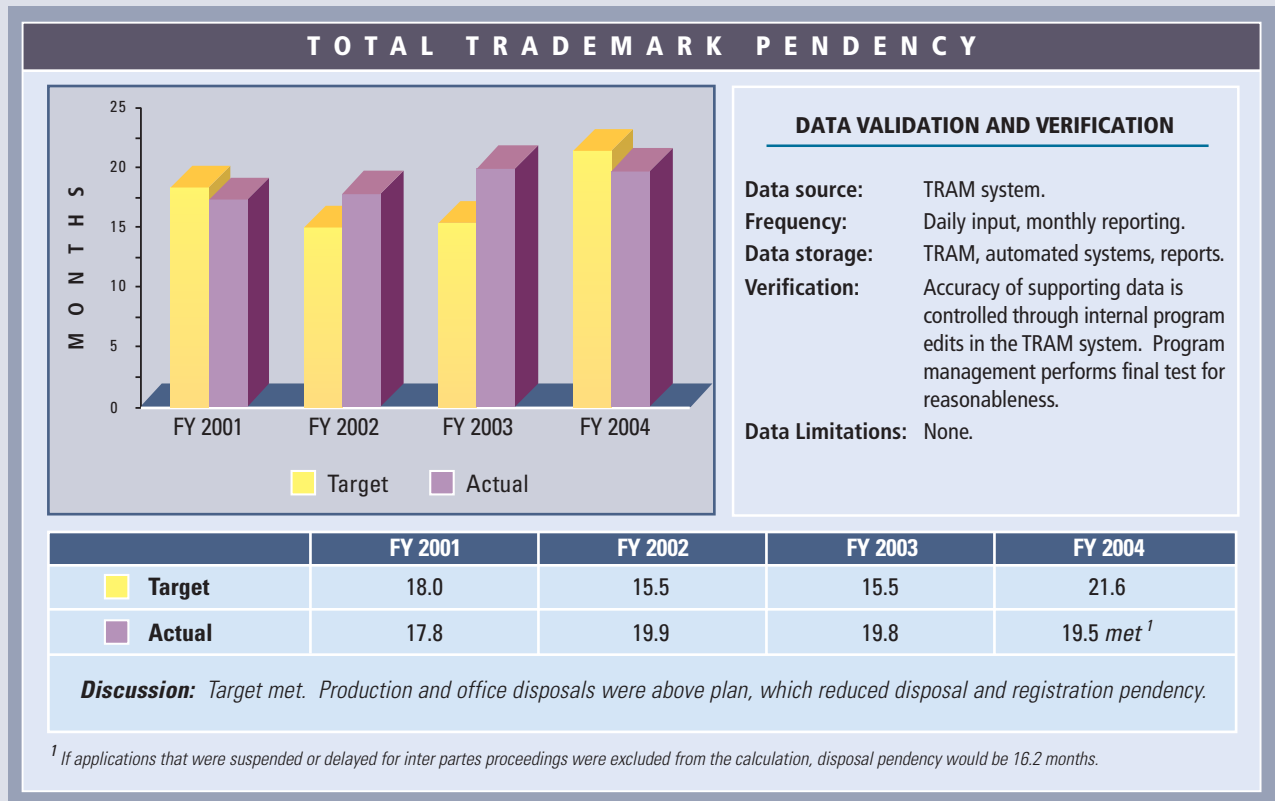 TOTAL TRADEMARK PENDENCY
25
20
15
10
5
0
MONTHS
FY 2001 FY 2002 FY 2003 FY 2004
Target Actual
DATA VALIDATION AND VERIFICATION
Data source: TRAM system.
Frequency: Daily input, monthly reporting.
Data storage: TRAM, automated systems, reports.
Verification: Accuracy of supporting data is
controlled through internal program
edits in the TRAM system. Program
management performs final test for
reasonableness.
Data Limitations: None.
FY 2001 FY 2002 FY 2003 FY 2004
Target 18.0 15.5 15.5 21.6
Actual 17.8 19.9 19.8 19.5 met 1
Discussion: Target met. Production and office disposals were above plan, which reduced disposal and registration pendency.
1 If applications that were suspended or delayed for inter partes proceedings were excluded from the calculation, disposal pendency would be 16.2 months.